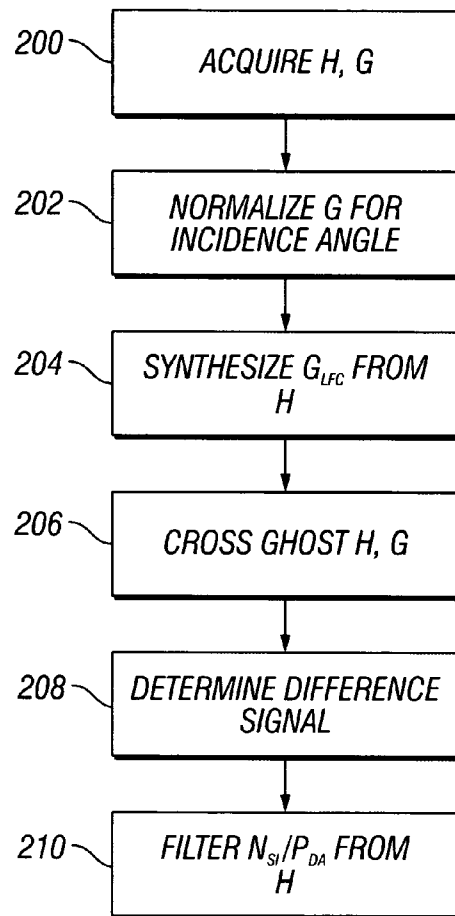 200
ACQUIRE H, G
202
NORMALIZE G FOR
INCIDENCE ANGLE
204
SYNTHESIZE G_LFC FROM
H
206
CROSS GHOST H, G
208
DETERMINE DIFFERENCE
SIGNAL
210
FILTER N_SI/P_DA FROM
H